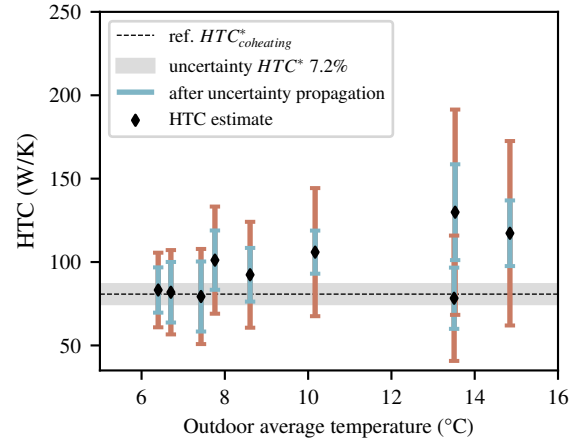 ref. HTC*coheating
uncertainty HTC* 7.2%
after uncertainty propagation
HTC estimate
250
200
150
100
50
HTC (W/K)
6 8 10 12 14 16
Outdoor average temperature (°C)